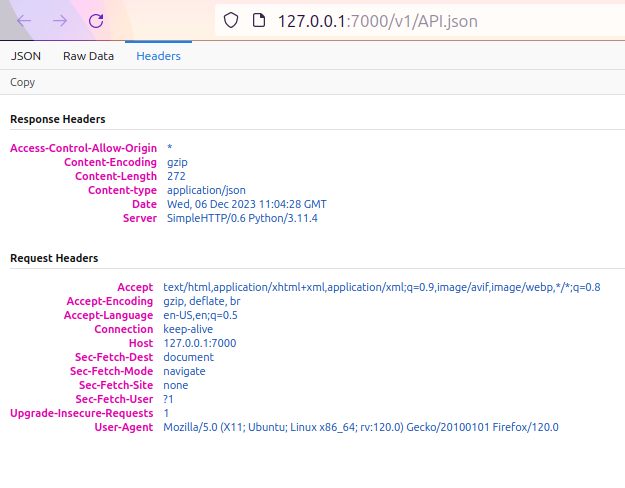 127.0.0.1:7000/v1/API.json
JSON Raw Data Headers
Copy
Response Headers
Access-Control-Allow-Origin *
Content-Encoding gzip
Content-Length 272
Content-type application/json
Date Wed, 06 Dec 2023 11:04:28 GMT
Server SimpleHTTP/0.6 Python/3.11.4
Request Headers
Accept text/html,application/xhtml+xml,application/xml;q=0.9,image/avif,image/webp,*/*;q=0.8
Accept-Encoding gzip, deflate, br
Accept-Language en-US,en;q=0.5
Connection keep-alive
Host 127.0.0.1:7000
Sec-Fetch-Dest document
Sec-Fetch-Mode navigate
Sec-Fetch-Site none
Sec-Fetch-User ?1
Upgrade-Insecure-Requests 1
User-Agent Mozilla/5.0 (X11; Ubuntu; Linux x86_64; rv:120.0) Gecko/20100101 Firefox/120.0